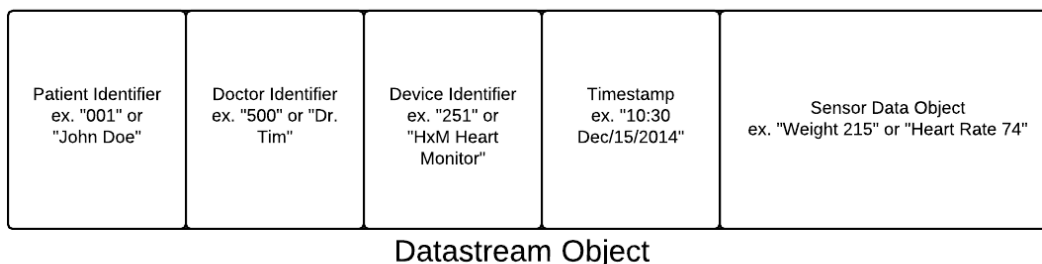 Patient Identifier
ex. "001" or
"John Doe"
Doctor Identifier
ex. "500" or "Dr.
Tim"
Device Identifier
ex. "251" or
"HxM Heart
Monitor"
Timestamp
ex. "10:30
Dec/15/2014"
Sensor Data Object
ex. "Weight 215" or "Heart Rate 74"
Datastream Object